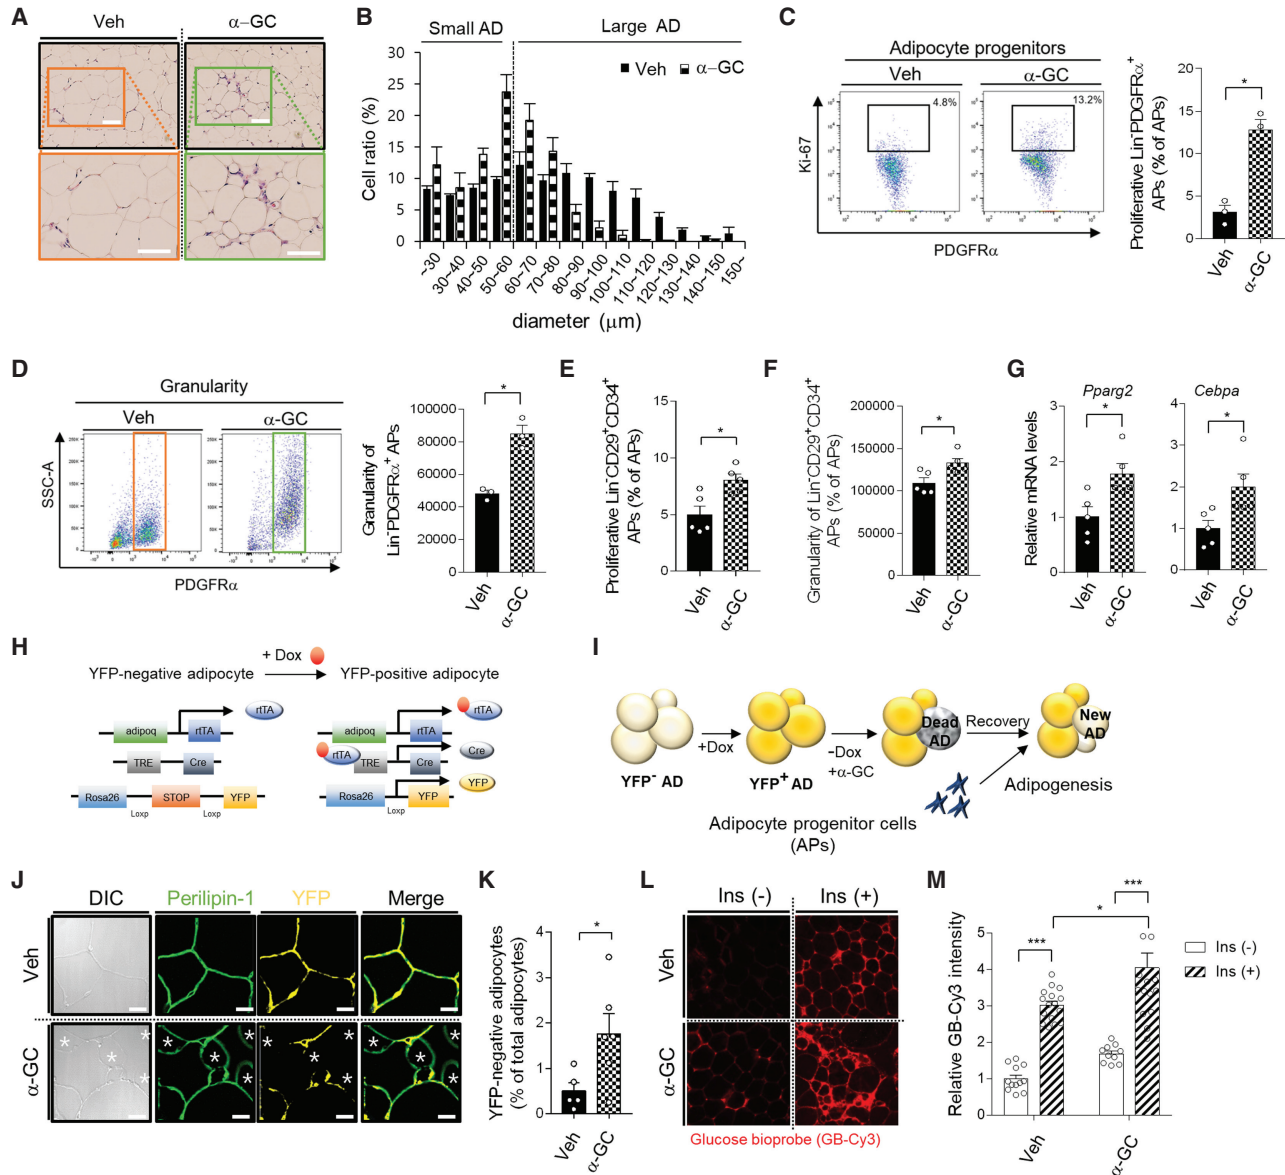 A
Veh
α–GC
B
Small AD
Large AD
Veh
α–GC
Cell ratio (%)
30
25
20
15
10
5
0
~30
30~40
40~50
50~60
60~70
70~80
80~90
90~100
100~110
110~120
120~130
130~140
140~150
150~
diameter (μm)
C
Adipocyte progenitors
Veh
α-GC
4.8%
13.2%
Ki-67
PDGFRα
Proliferative Lin⁻PDGFRα⁺
APs (% of APs)
20
15
10
5
0
*
Veh
α-GC
D
Granularity
Veh
α-GC
SSC-A
PDGFRα
Granularity of
Lin⁻PDGFRα⁺ APs
100000
80000
60000
40000
20000
0
*
Veh
α-GC
E
Proliferative Lin⁻CD29⁺CD34⁺
APs (% of APs)
15
10
5
0
*
Veh
α-GC
F
Granularity of Lin⁻CD29⁺CD34⁺
APs (% of APs)
200000
150000
100000
50000
0
*
Veh
α-GC
G
Pparg2
Cebpa
Relative mRNA levels
3
2
1
0
*
Veh
α-GC
4
3
2
1
0
*
Veh
α-GC
H
+ Dox
YFP-negative adipocyte
YFP-positive adipocyte
rtTA
adipoq
rtTA
TRE
Cre
Rosa26
STOP
YFP
Loxp
Loxp
rtTA
adipoq
rtTA
rtTA
TRE
Cre
Cre
YFP
Rosa26
YFP
Loxp
I
+Dox
-Dox
+α-GC
Dead
AD
Recovery
New
AD
YFP⁻ AD
YFP⁺ AD
Adipogenesis
Adipocyte progenitor cells
(APs)
J
DIC
Perilipin-1
YFP
Merge
Veh
α-GC
* * * *
* * * *
* * * *
* * * *
K
YFP-negative adipocytes
(% of total adipocytes)
4
3
2
1
0
*
Veh
α-GC
L
Ins (-)
Ins (+)
Veh
α-GC
Glucose bioprobe (GB-Cy3)
M
Relative GB-Cy3 intensity
5
4
3
2
1
0
***
*
***
Ins (-)
Ins (+)
Veh
α-GC